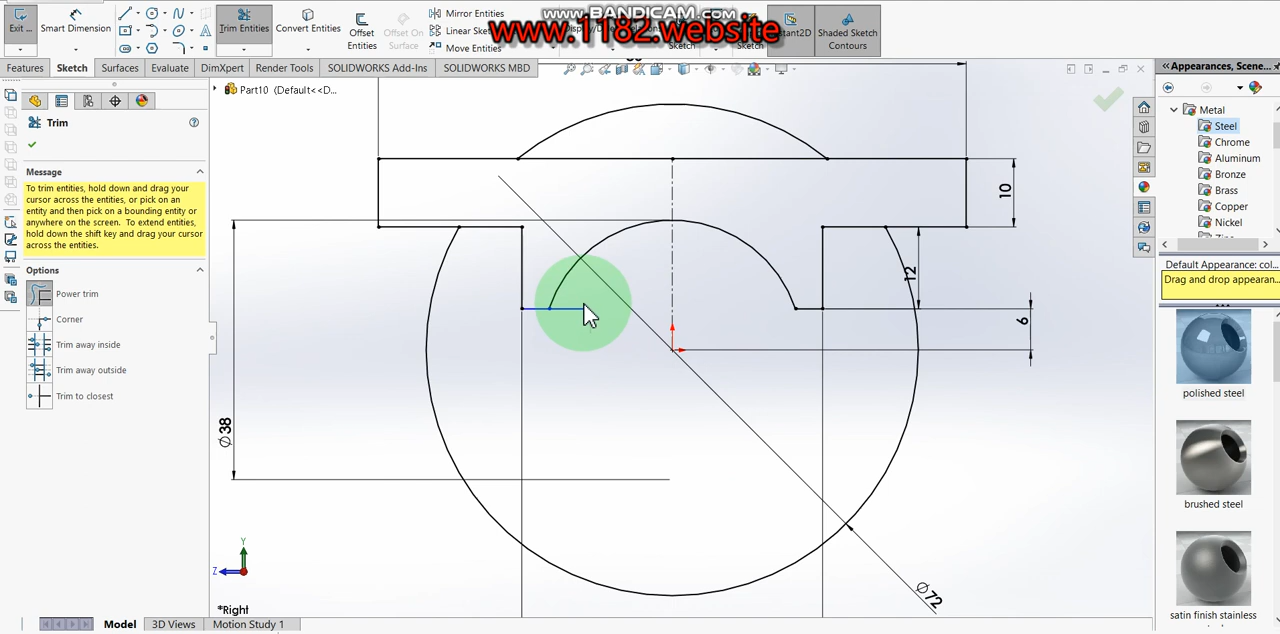 www.BANDICAM.com
www.1182.website
Exit ...
Smart Dimension
Trim Entities
Convert Entities
Offset Entities
Offset On Surface
Mirror Entities
Linear Sket
Move Entities
Sketch
Sketch
Instant2D
Shaded Sketch Contours
Features
Sketch
Surfaces
Evaluate
DimXpert
Render Tools
SOLIDWORKS Add-Ins
SOLIDWORKS MBD
Part10 (Default<<D...
Trim
Message
To trim entities, hold down and drag your
cursor across the entities, or pick on an
entity and then pick on a bounding entity or
anywhere on the screen. To extend entities,
hold down the shift key and drag your cursor
across the entities.
Options
Power trim
Corner
Trim away inside
Trim away outside
Trim to closest
10
12
6
Ø38
Ø72
Y
Z
*Right
Model
3D Views
Motion Study 1
Appearances, Scene...
Metal
Steel
Chrome
Aluminum
Bronze
Brass
Copper
Nickel
Default Appearance: col...
Drag and drop appearan...
polished steel
brushed steel
satin finish stainless